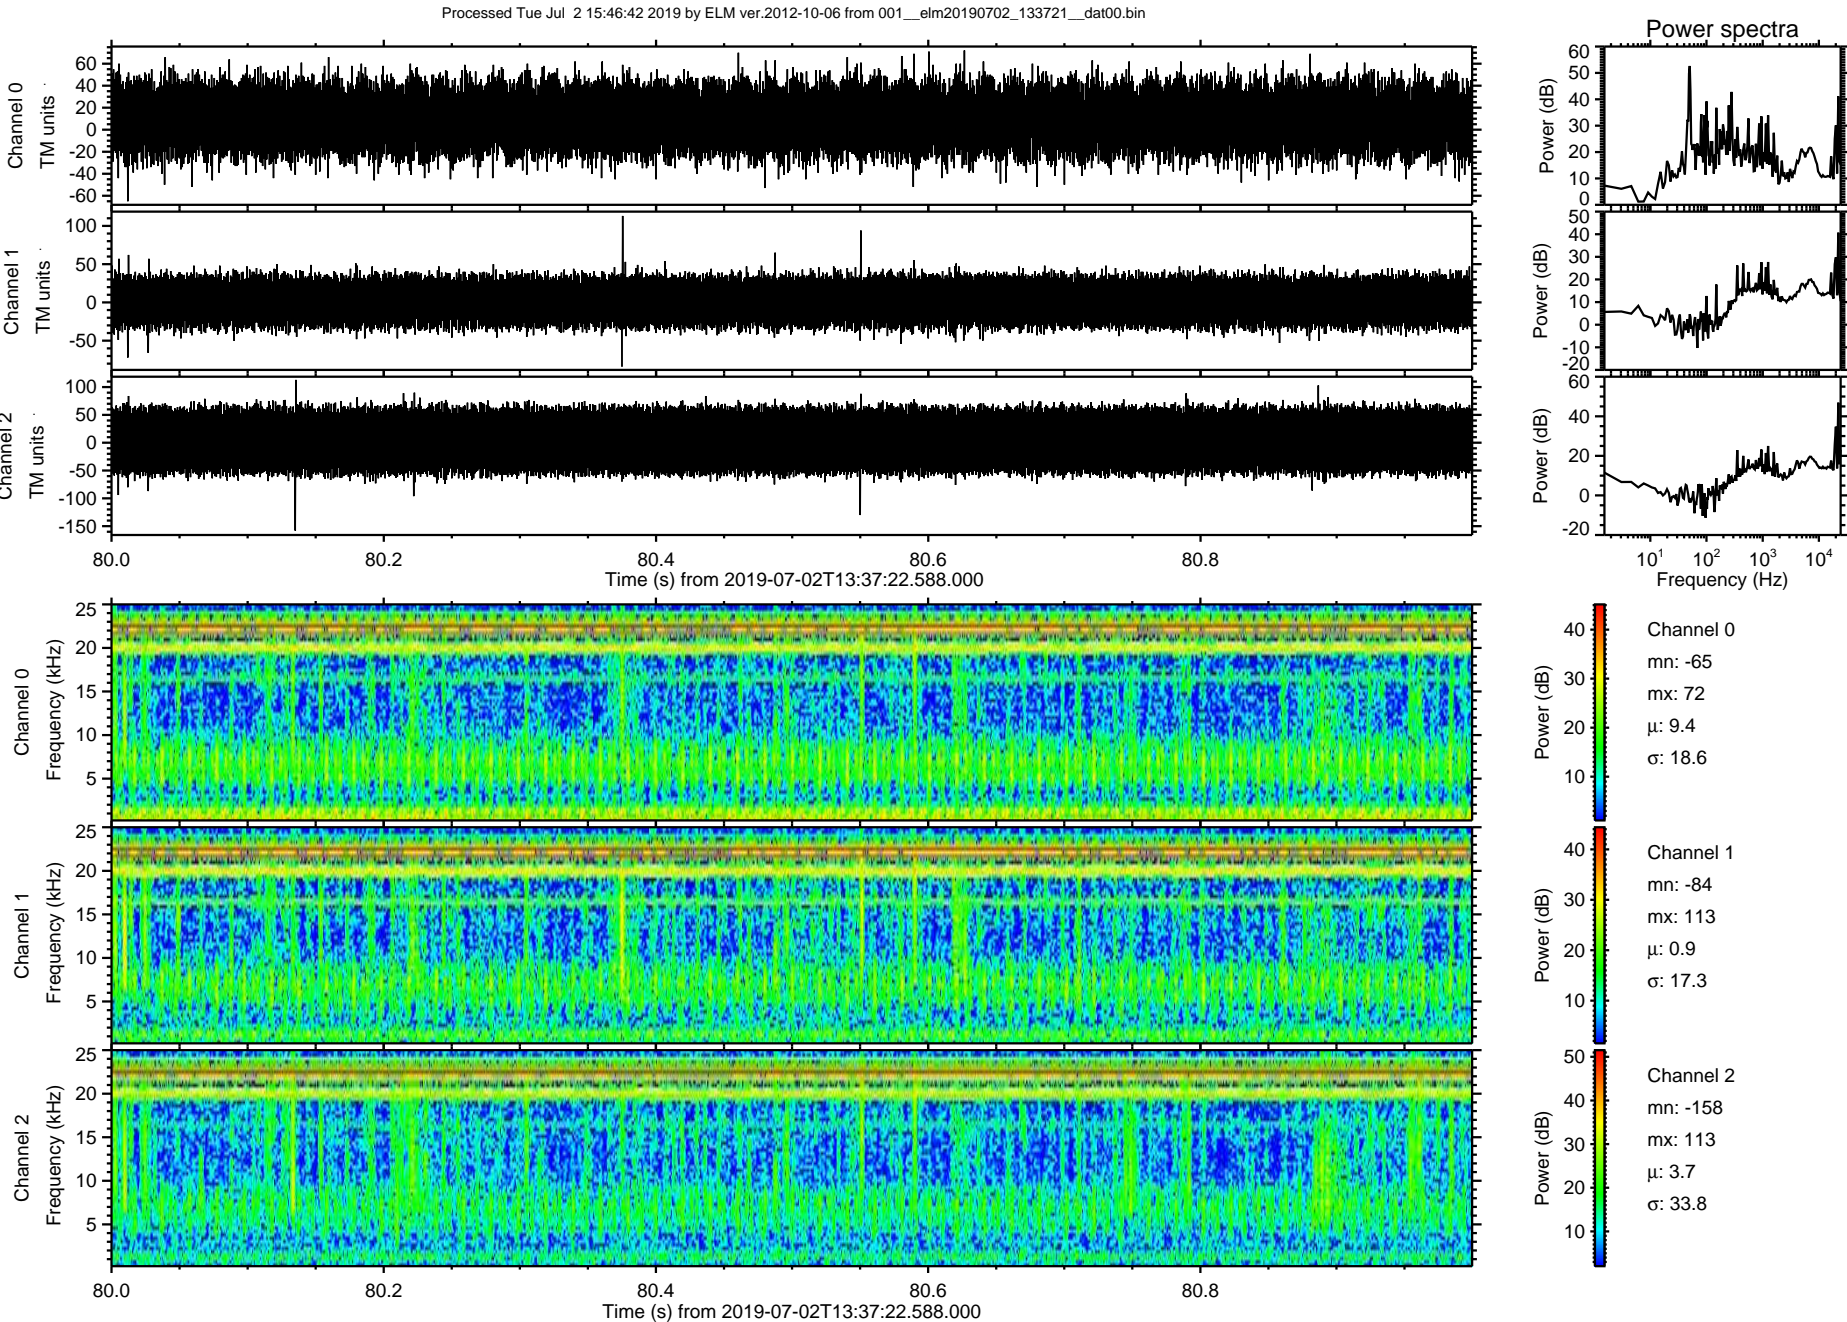 Processed Tue Jul  2 15:46:42 2019 by ELM ver.2012-10-06 from 001__elm20190702_133721__dat00.bin
Power spectra
Channel 0
TM units
60
40
20
0
-20
-40
-60
Power (dB)
60
50
40
30
20
10
0
Channel 1
TM units
100
50
0
-50
Power (dB)
50
40
30
20
10
0
-10
-20
Channel 2
TM units
100
50
0
-50
-100
-150
Power (dB)
60
40
20
0
-20
80.0 80.2 80.4 80.6 80.8
Time (s) from 2019-07-02T13:37:22.588.000
10^1 10^2 10^3 10^4
Frequency (Hz)
Channel 0
Frequency (kHz)
25
20
15
10
5
Power (dB)
40
30
20
10
Channel 0
mn: -65
mx: 72
μ: 9.4
σ: 18.6
Channel 1
Frequency (kHz)
25
20
15
10
5
Power (dB)
40
30
20
10
Channel 1
mn: -84
mx: 113
μ: 0.9
σ: 17.3
Channel 2
Frequency (kHz)
25
20
15
10
5
Power (dB)
50
40
30
20
10
Channel 2
mn: -158
mx: 113
μ: 3.7
σ: 33.8
80.0 80.2 80.4 80.6 80.8
Time (s) from 2019-07-02T13:37:22.588.000